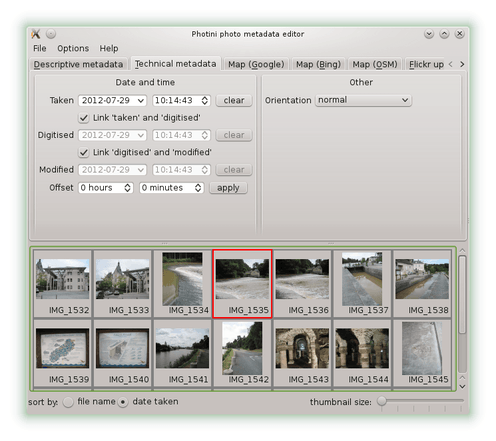 Photini photo metadata editor
File Options Help
Descriptive metadata Technical metadata Map (Google) Map (Bing) Map (OSM) Flickr up
Date and time Other
Taken 2012-07-29 10:14:43 clear Orientation normal
Link 'taken' and 'digitised'
Digitised 2012-07-29 10:14:43 clear
Link 'digitised' and 'modified'
Modified 2012-07-29 10:14:43 clear
Offset 0 hours 0 minutes apply
IMG_1532 IMG_1533 IMG_1534 IMG_1535 IMG_1536 IMG_1537 IMG_1538
IMG_1539 IMG_1540 IMG_1541 IMG_1542 IMG_1543 IMG_1544 IMG_1545
sort by: file name date taken thumbnail size: